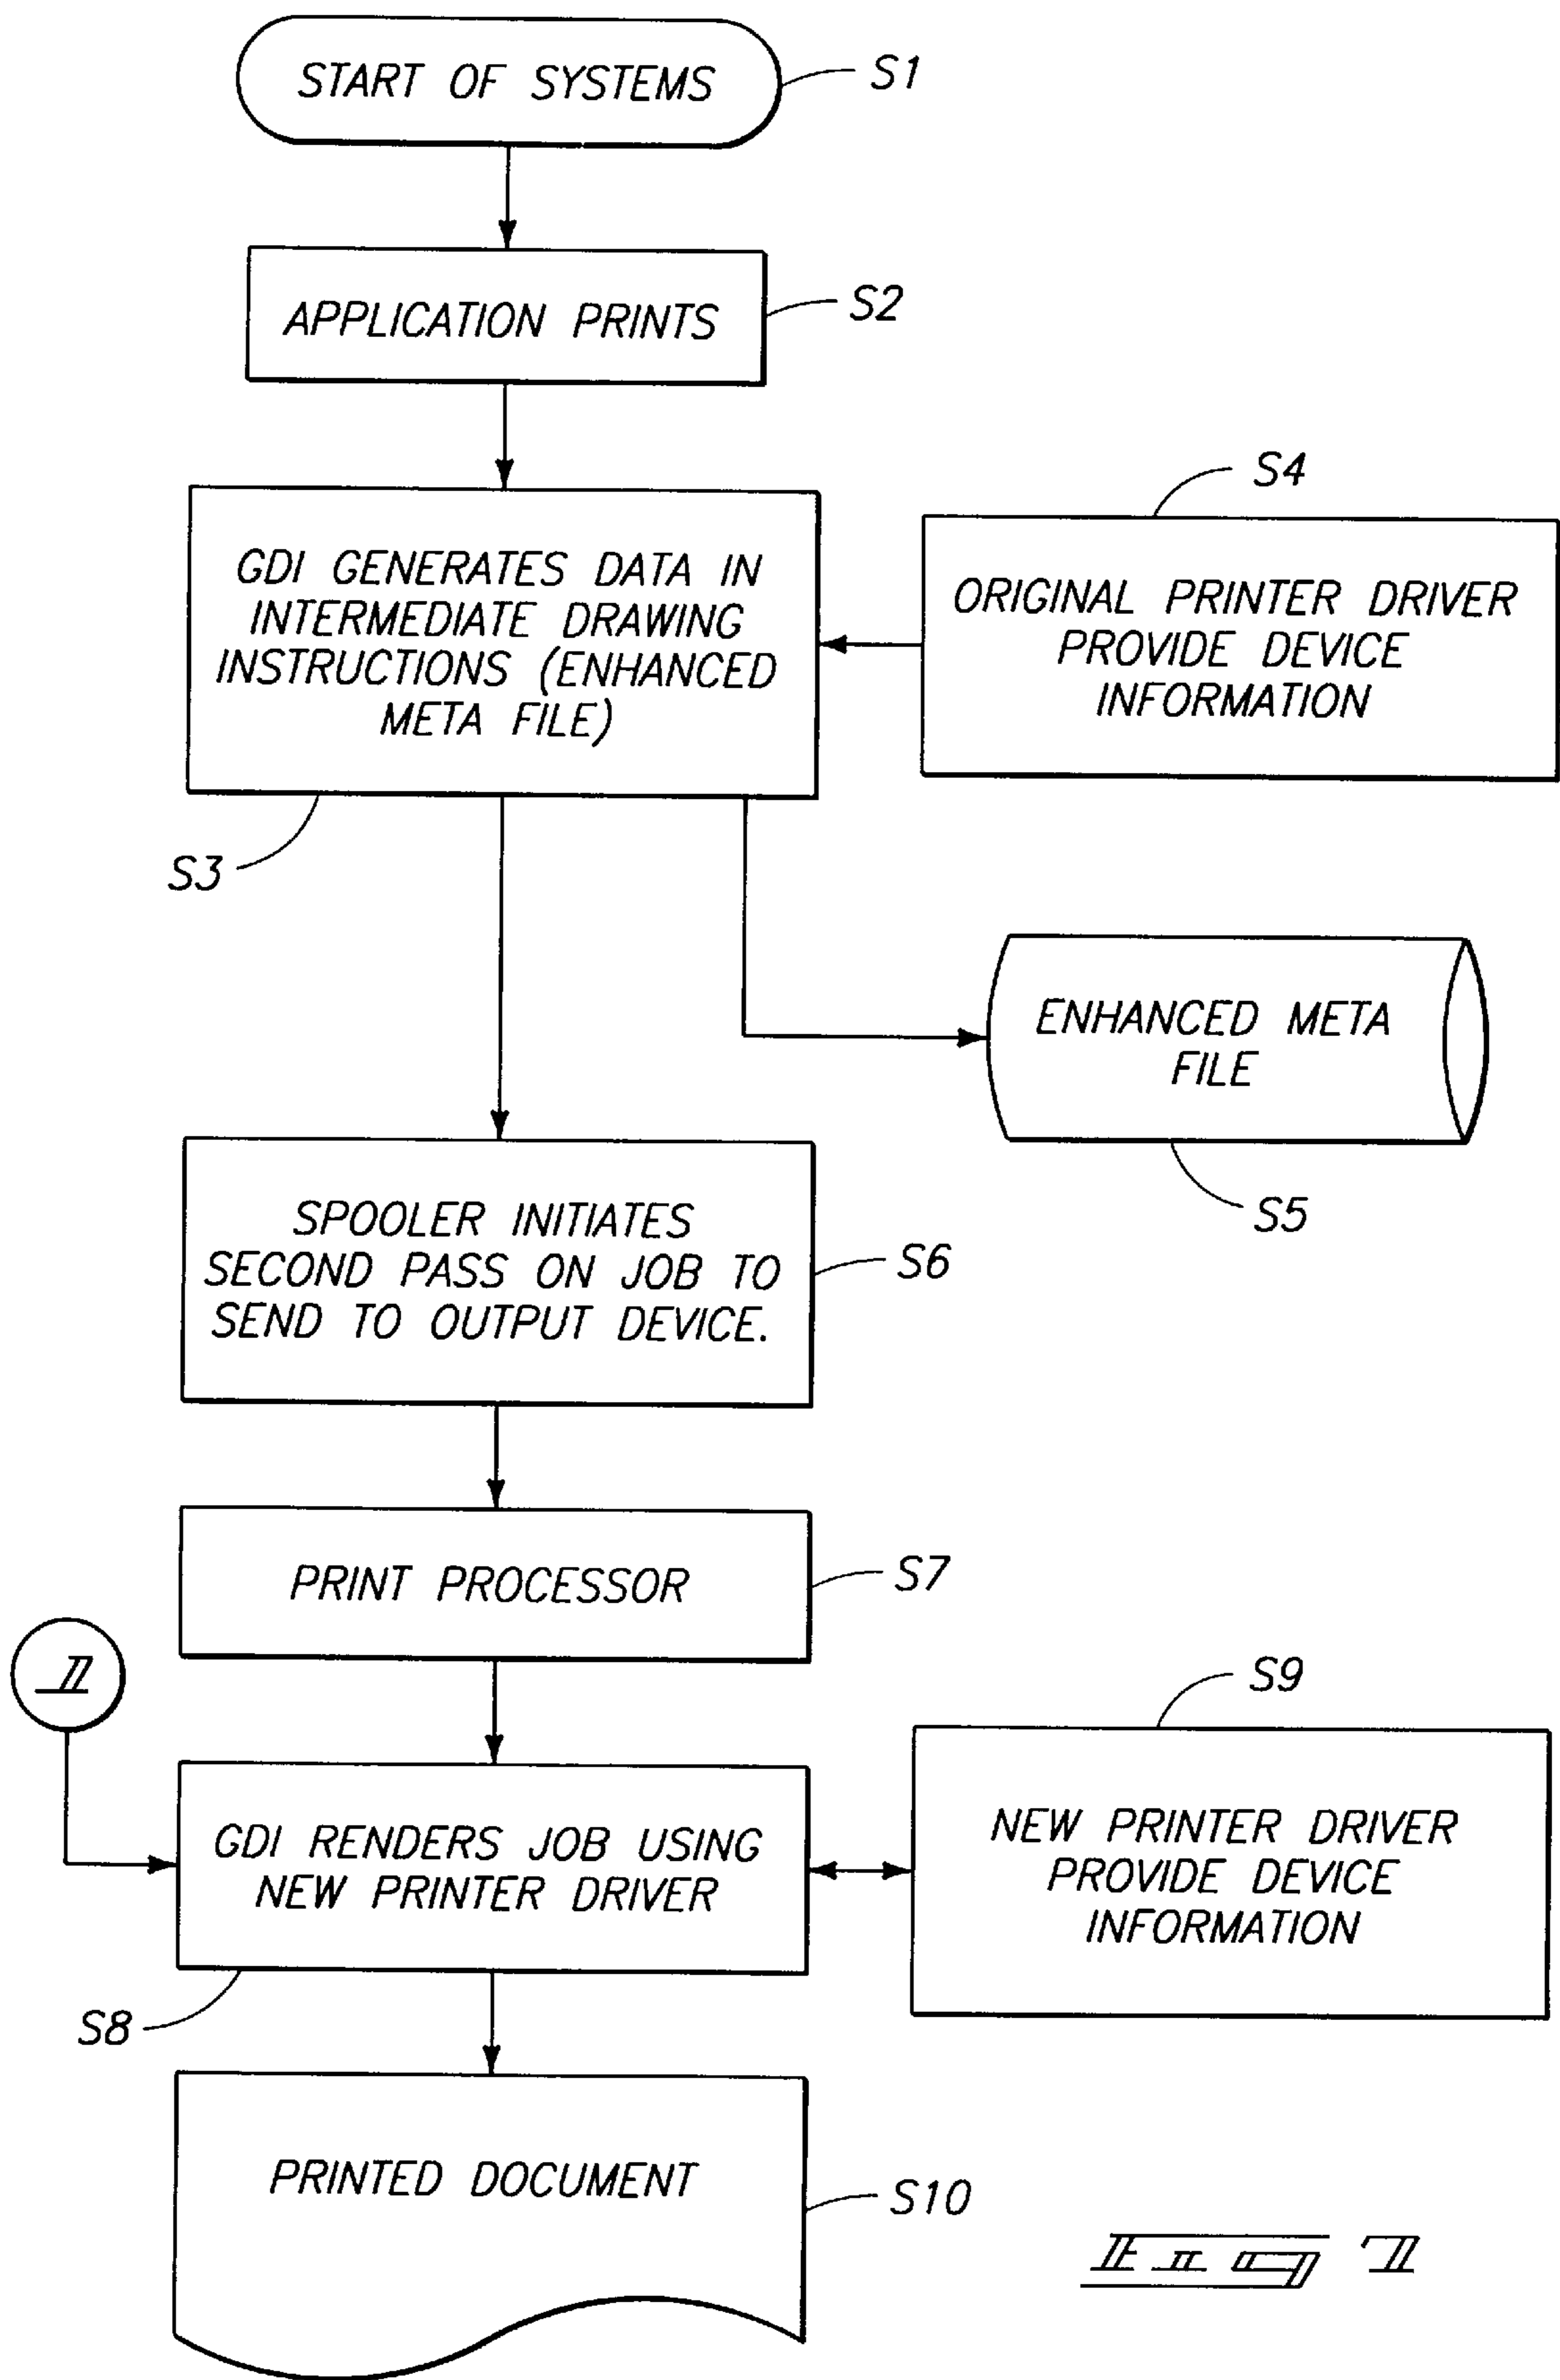 START OF SYSTEMS
S1
APPLICATION PRINTS
S2
GDI GENERATES DATA IN
INTERMEDIATE DRAWING
INSTRUCTIONS (ENHANCED
META FILE)
S3
S4
ORIGINAL PRINTER DRIVER
PROVIDE DEVICE
INFORMATION
ENHANCED META
FILE
S5
SPOOLER INITIATES
SECOND PASS ON JOB TO
SEND TO OUTPUT DEVICE.
S6
PRINT PROCESSOR
S7
GDI RENDERS JOB USING
NEW PRINTER DRIVER
S8
S9
NEW PRINTER DRIVER
PROVIDE DEVICE
INFORMATION
PRINTED DOCUMENT
S10